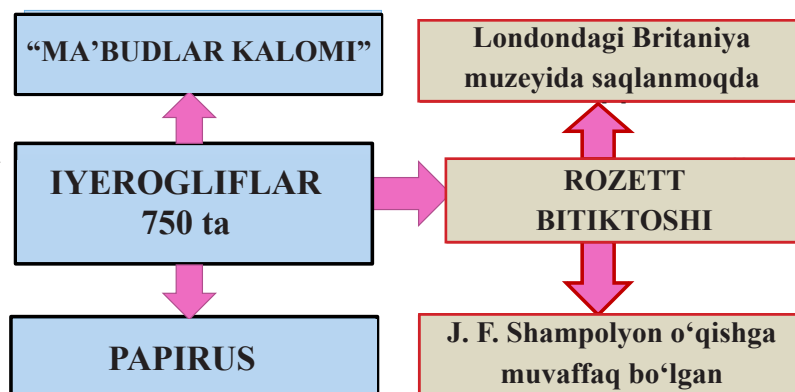 “MA’BUDLAR KALOMI”
Londondagi Britaniya
muzeyida saqlanmoqda
IYEROGLIFLAR
750 ta
ROZETT
BITIKTOSHI
PAPIRUS
J. F. Shampolyon o‘qishga
muvaffaq bo‘lgan